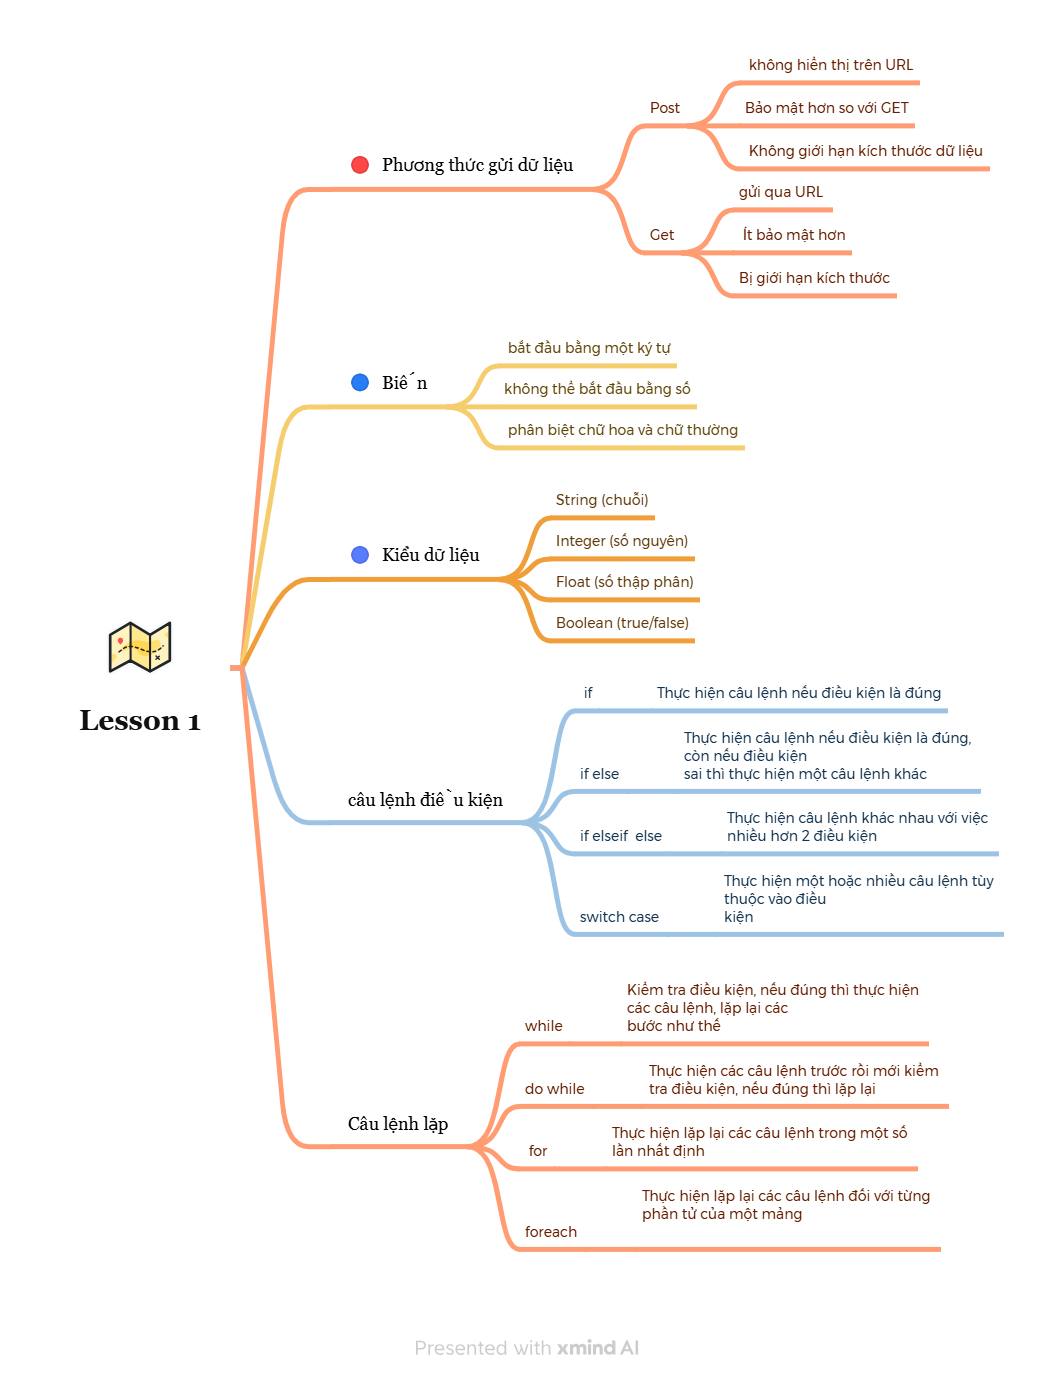 không hiển thị trên URL
Post
Bảo mật hơn so với GET
Không giới hạn kích thước dữ liệu
Phương thức gửi dữ liệu
gửi qua URL
Get
Ít bảo mật hơn
Bị giới hạn kích thước
bắt đầu bằng một ký tự
Biến
không thể bắt đầu bằng số
phân biệt chữ hoa và chữ thường
String (chuỗi)
Integer (số nguyên)
Kiểu dữ liệu
Float (số thập phân)
Boolean (true/false)
Lesson 1
if
Thực hiện câu lệnh nếu điều kiện là đúng
if else
Thực hiện câu lệnh nếu điều kiện là đúng,
còn nếu điều kiện
sai thì thực hiện một câu lệnh khác
câu lệnh điều kiện
if elseif  else
Thực hiện câu lệnh khác nhau với việc
nhiều hơn 2 điều kiện
switch case
Thực hiện một hoặc nhiều câu lệnh tùy
thuộc vào điều
kiện
while
Kiểm tra điều kiện, nếu đúng thì thực hiện
các câu lệnh, lặp lại các
bước như thế
do while
Thực hiện các câu lệnh trước rồi mới kiểm
tra điều kiện, nếu đúng thì lặp lại
Câu lệnh lặp
for
Thực hiện lặp lại các câu lệnh trong một số
lần nhất định
foreach
Thực hiện lặp lại các câu lệnh đối với từng
phần tử của một mảng
Presented with xmind AI